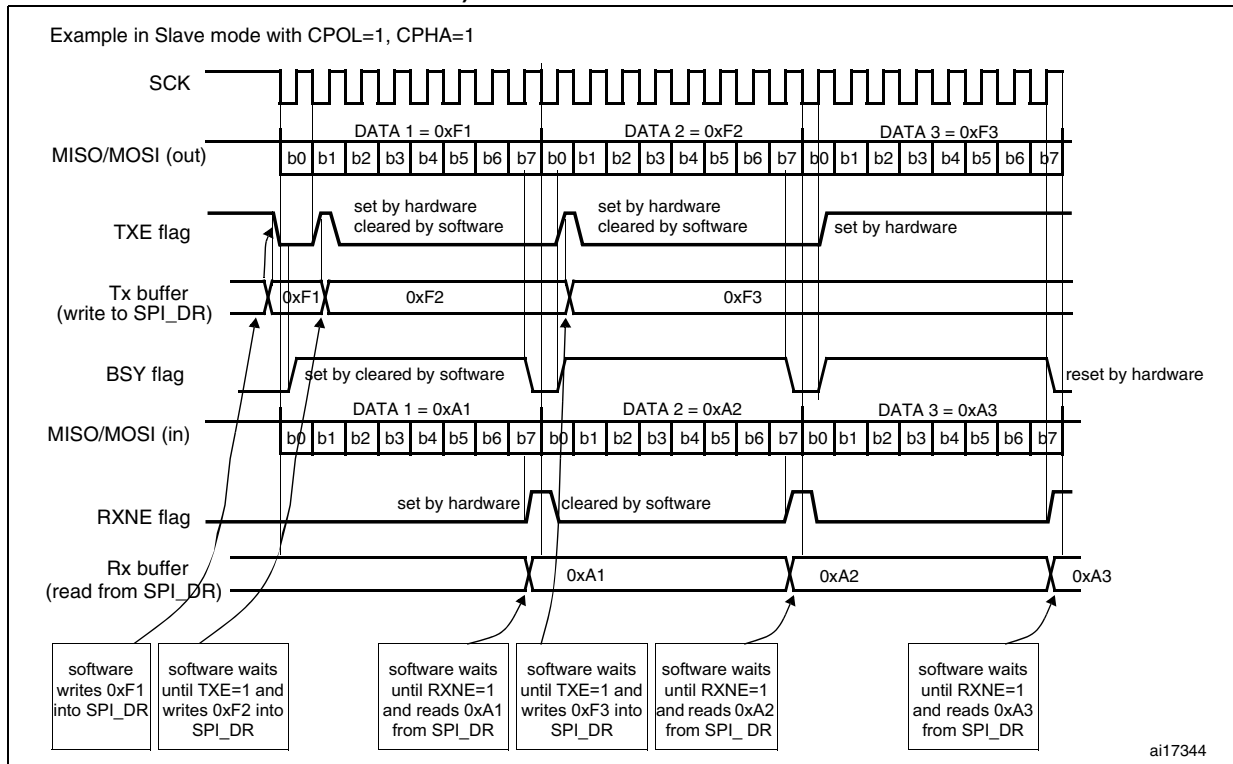 Example in Slave mode with CPOL=1, CPHA=1
SCK
DATA 1 = 0xF1 DATA 2 = 0xF2 DATA 3 = 0xF3
MISO/MOSI (out) b0 b1 b2 b3 b4 b5 b6 b7 b0 b1 b2 b3 b4 b5 b6 b7 b0 b1 b2 b3 b4 b5 b6 b7
set by hardware set by hardware
cleared by software cleared by software
TXE flag set by hardware
Tx buffer 0xF1 0xF2 0xF3
(write to SPI_DR)
BSY flag set by cleared by software reset by hardware
DATA 1 = 0xA1 DATA 2 = 0xA2 DATA 3 = 0xA3
MISO/MOSI (in) b0 b1 b2 b3 b4 b5 b6 b7 b0 b1 b2 b3 b4 b5 b6 b7 b0 b1 b2 b3 b4 b5 b6 b7
set by hardware cleared by software
RXNE flag
Rx buffer 0xA1 0xA2 0xA3
(read from SPI_DR)
software
writes 0xF1
into SPI_DR
software waits
until TXE=1 and
writes 0xF2 into
SPI_DR
software waits
until RXNE=1
and reads 0xA1
from SPI_DR
software waits
until TXE=1 and
writes 0xF3 into
SPI_DR
software waits
until RXNE=1
and reads 0xA2
from SPI_ DR
software waits
until RXNE=1
and reads 0xA3
from SPI_DR
ai17344